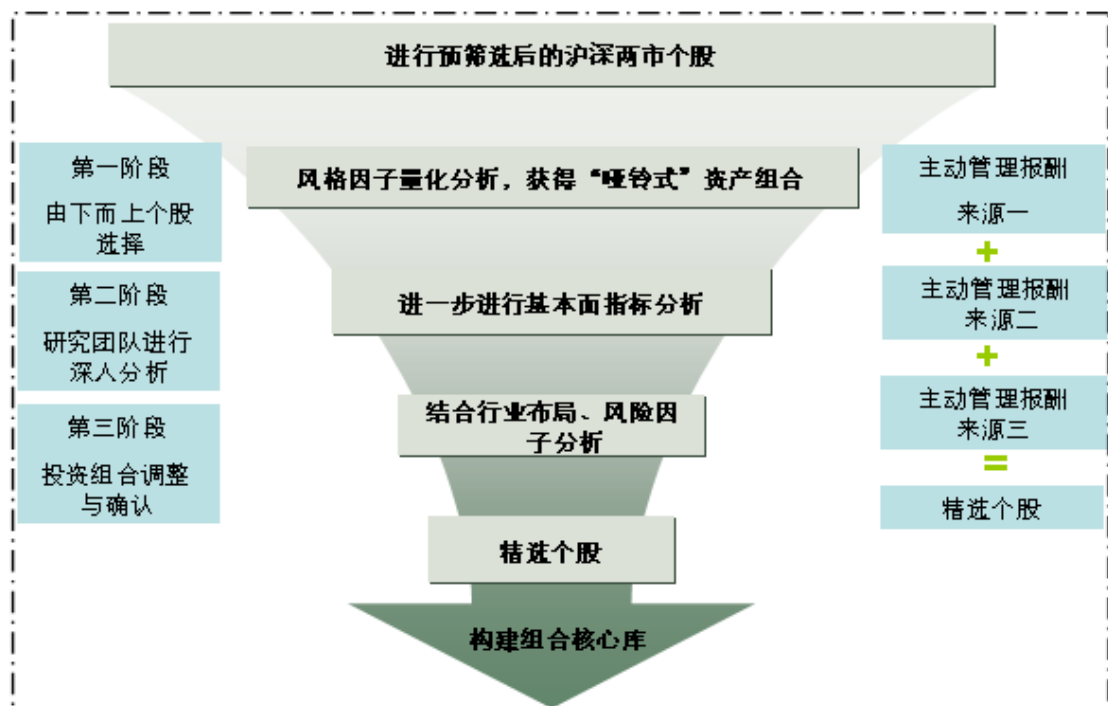 进行预筛选后的沪深两市个股
第一阶段
由下而上个股
选择
风格因子量化分析，获得“哑铃式”资产组合
主动管理报酬
来源一
+
第二阶段
研究团队进行
深入分析
进一步进行基本面指标分析
主动管理报酬
来源二
+
第三阶段
投资组合调整
与确认
结合行业布局、风险因
子分析
主动管理报酬
来源三
=
精选个股
精选个股
构建组合核心库